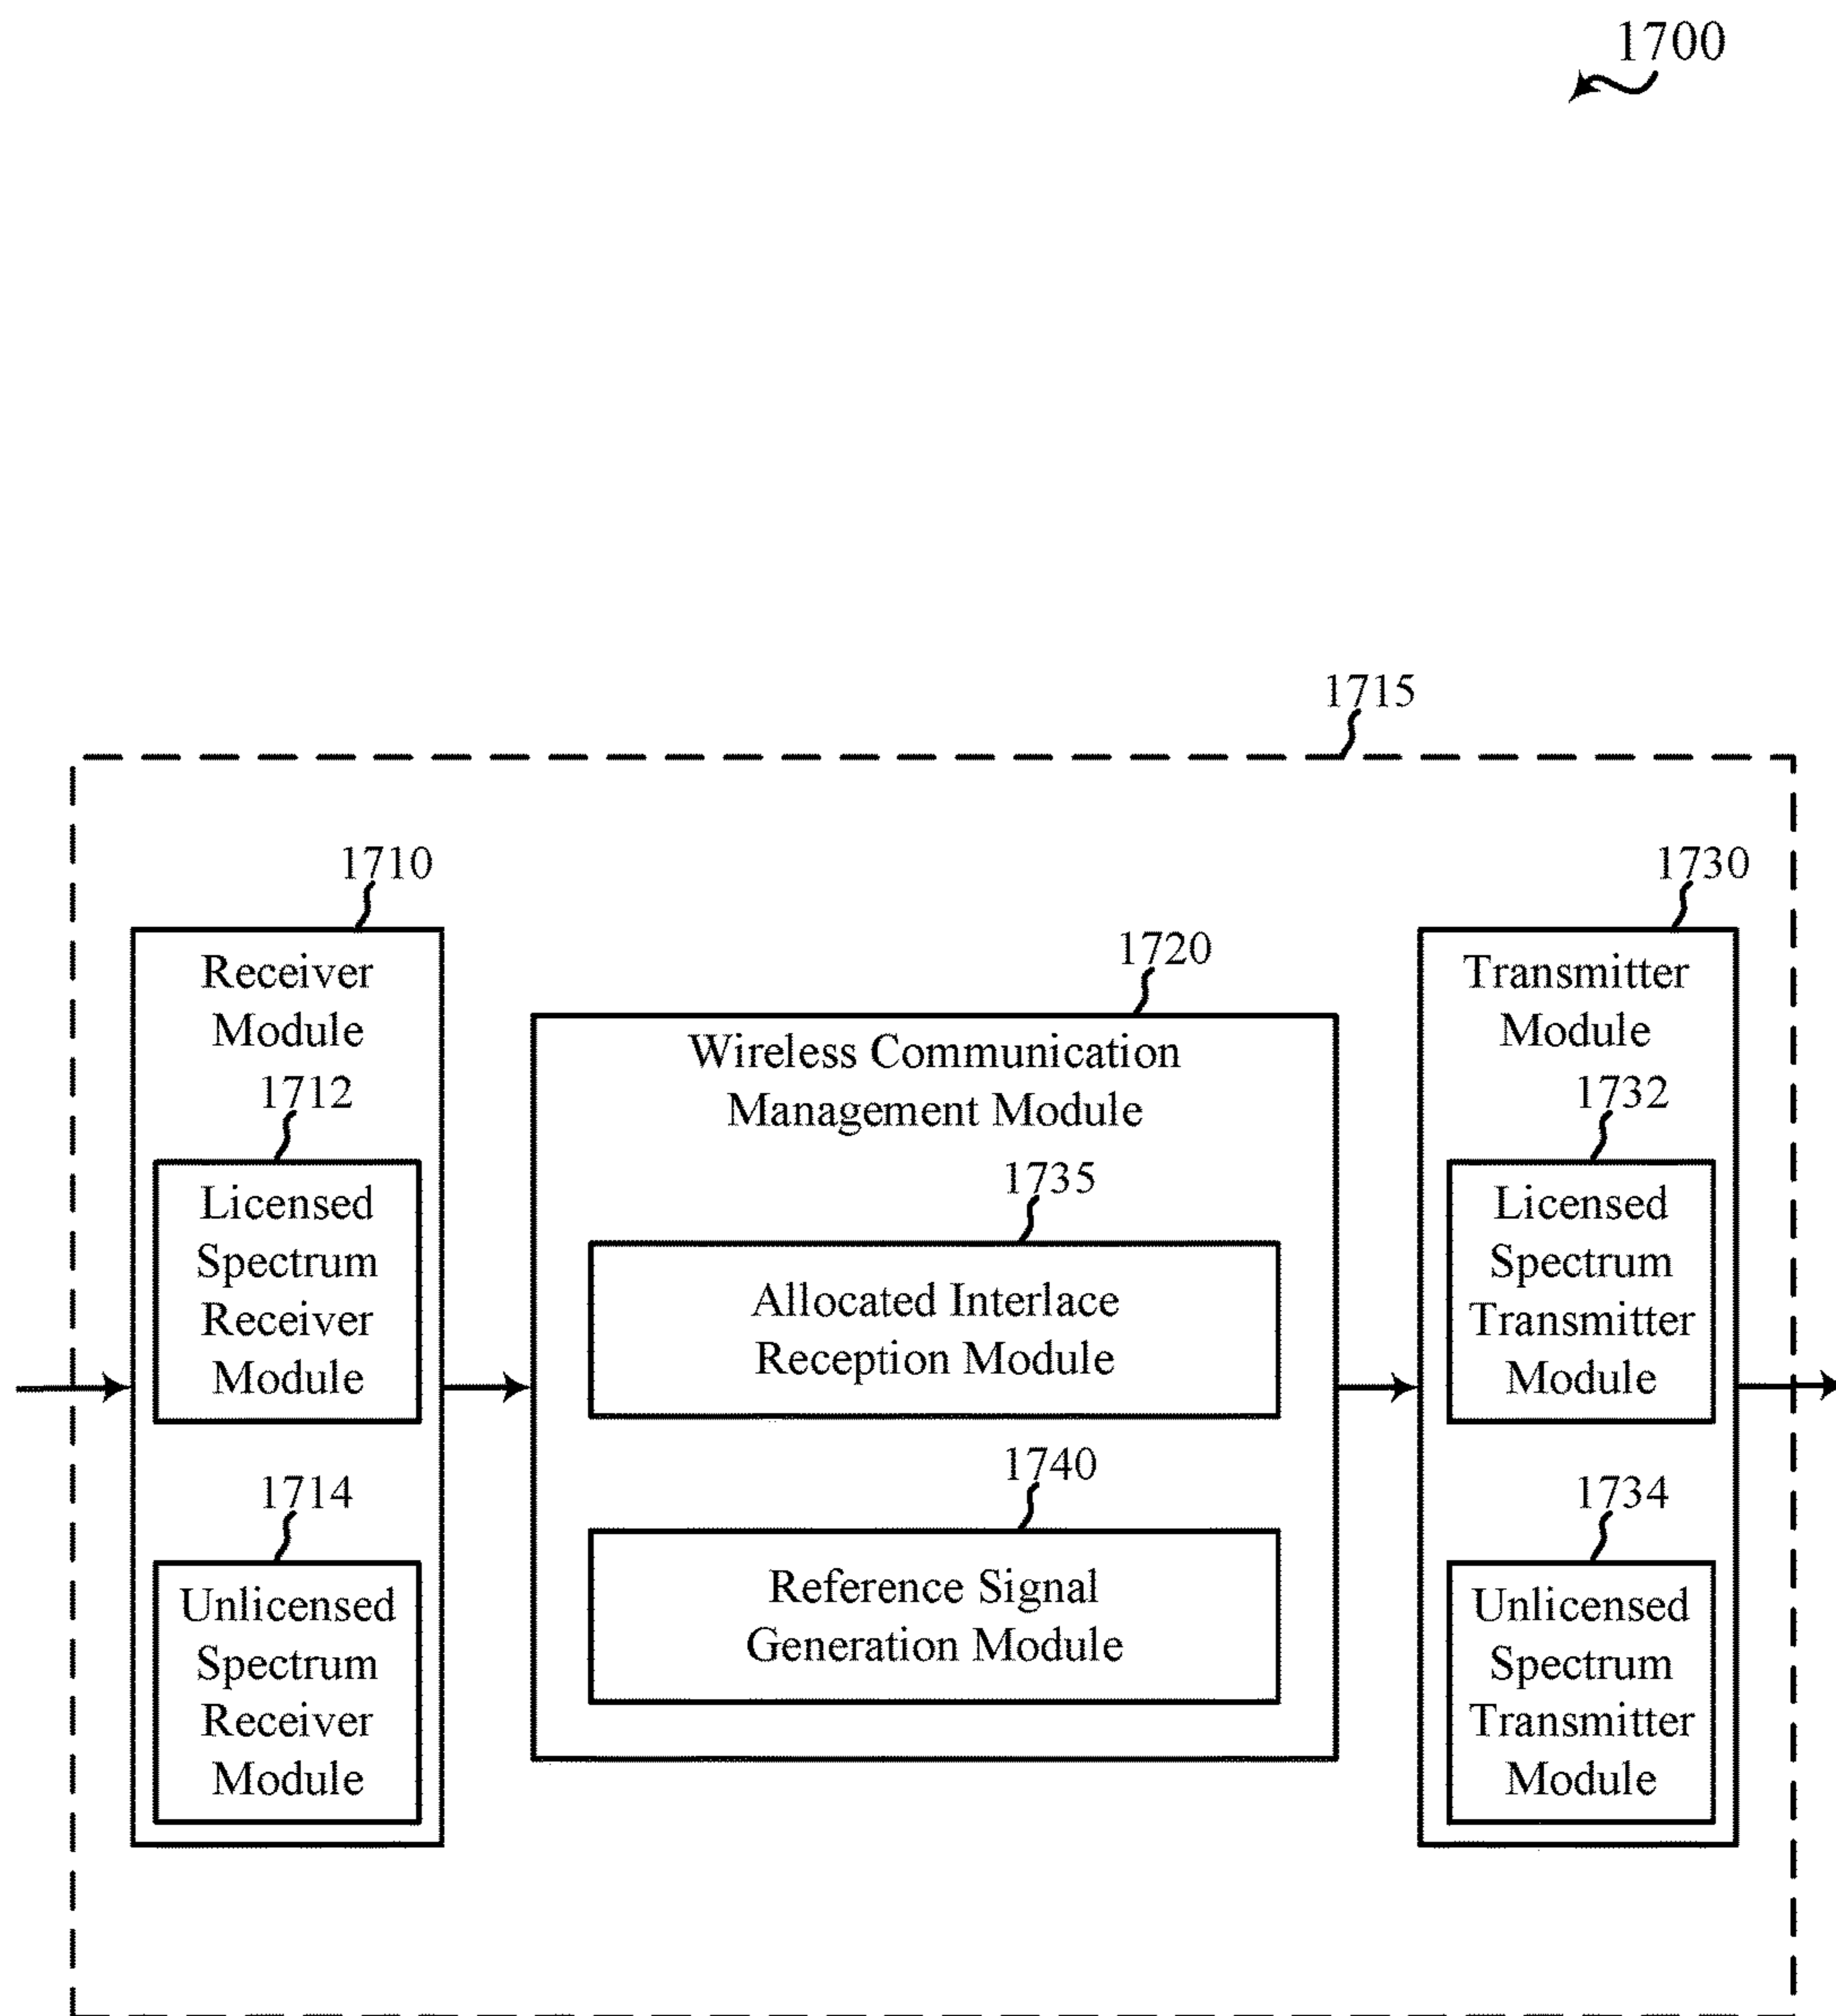 1700
1715
1710
Receiver
Module
1712
Licensed
Spectrum
Receiver
Module
1714
Unlicensed
Spectrum
Receiver
Module
1720
Wireless Communication
Management Module
1735
Allocated Interlace
Reception Module
1740
Reference Signal
Generation Module
1730
Transmitter
Module
1732
Licensed
Spectrum
Transmitter
Module
1734
Unlicensed
Spectrum
Transmitter
Module